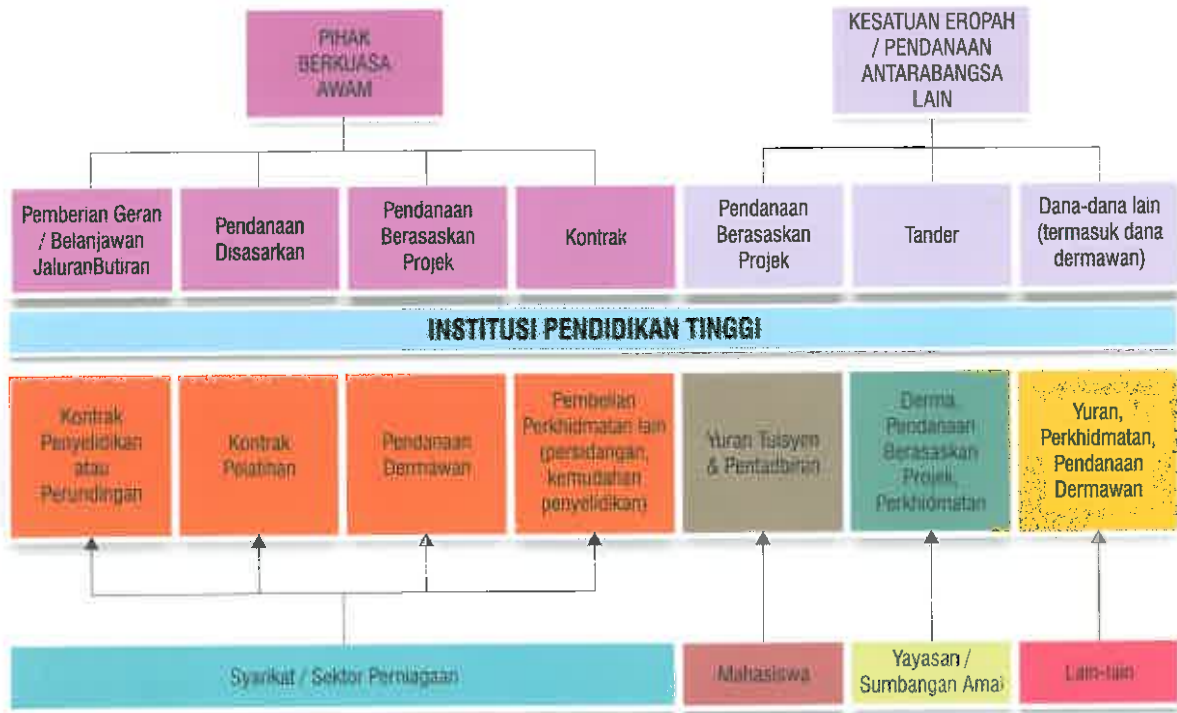 PIHAK
BERKUASA
AWAM
KESATUAN EROPAH
/ PENDANAAN
ANTARABANGSA
LAIN
Pemberian Geran
/ Belanjawan
JaluranButiran
Pendanaan
Disasarkan
Pendanaan
Berasaskan
Projek
Kontrak
Pendanaan
Berasaskan
Projek
Tander
Dana-dana lain
(termasuk dana
dermawan)
INSTITUSI PENDIDIKAN TINGGI
Kontrak
Penyelidikan
atau
Perundingan
Kontrak
Pelatihan
Pendanaan
Dermawan
Pembelian
Perkhidmatan lain
(persidangan,
kemudahan
penyelidikan)
Yuran Tuisyen
& Pentadbiran
Derma,
Pendanaan
Berasaskan
Projek,
Perkhidmatan
Yuran,
Perkhidmatan,
Pendanaan
Dermawan
Syarikat / Sektor Perniagaan
Mahasiswa
Yayasan /
Sumbangan Amal
Lain-lain